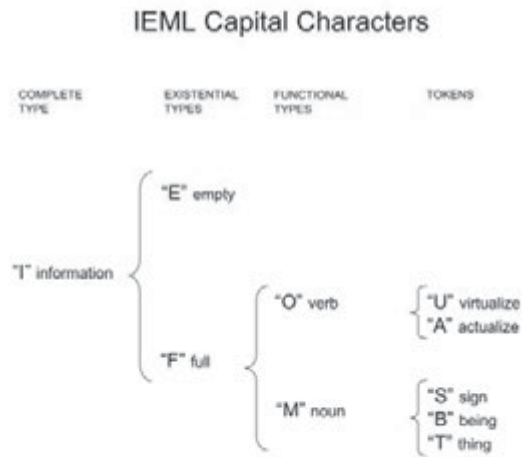 IEML Capital Characters
COMPLETE TYPE
EXISTENTIAL TYPES
FUNCTIONAL TYPES
TOKENS
"E" empty
"I" information
"O" verb
"U" virtualize
"A" actualize
"F" full
"M" noun
"S" sign
"B" being
"T" thing